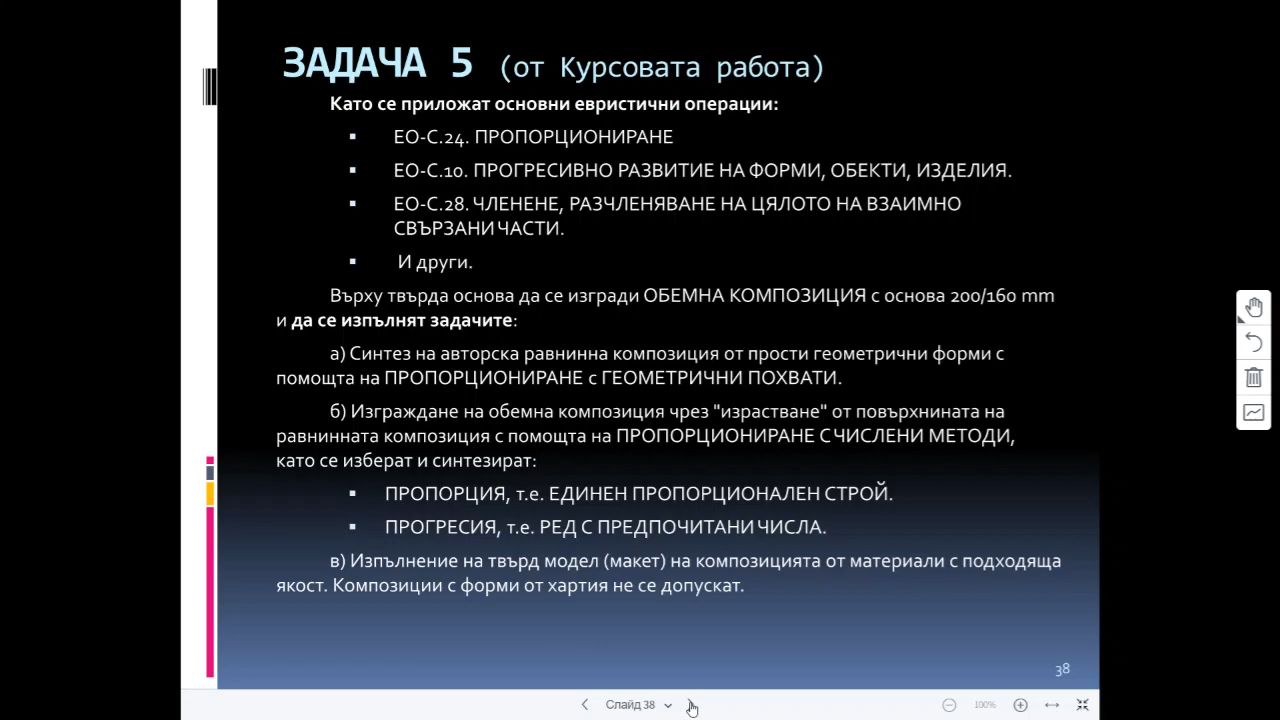 ЗАДАЧА 5 (от Курсовата работа)
Като се приложат основни евристични операции:
▪ ЕО-С.24. ПРОПОРЦИОНИРАНЕ
▪ ЕО-С.10. ПРОГРЕСИВНО РАЗВИТИЕ НА ФОРМИ, ОБЕКТИ, ИЗДЕЛИЯ.
▪ ЕО-С.28. ЧЛЕНЕНЕ, РАЗЧЛЕНЯВАНЕ НА ЦЯЛОТО НА ВЗАИМНО
СВЪРЗАНИ ЧАСТИ.
▪ И други.
Върху твърда основа да се изгради ОБЕМНА КОМПОЗИЦИЯ с основа 200/160 mm
и да се изпълнят задачите:
а) Синтез на авторска равнинна композиция от прости геометрични форми с
помощта на ПРОПОРЦИОНИРАНЕ с ГЕОМЕТРИЧНИ ПОХВАТИ.
б) Изграждане на обемна композиция чрез "израстване" от повърхнината на
равнинната композиция с помощта на ПРОПОРЦИОНИРАНЕ С ЧИСЛЕНИ МЕТОДИ,
като се изберат и синтезират:
▪ ПРОПОРЦИЯ, т.е. ЕДИНЕН ПРОПОРЦИОНАЛЕН СТРОЙ.
▪ ПРОГРЕСИЯ, т.е. РЕД С ПРЕДПОЧИТАНИ ЧИСЛА.
в) Изпълнение на твърд модел (макет) на композицията от материали с подходяща
якост. Композиции с форми от хартия не се допускат.
38
Слайд 38
100%